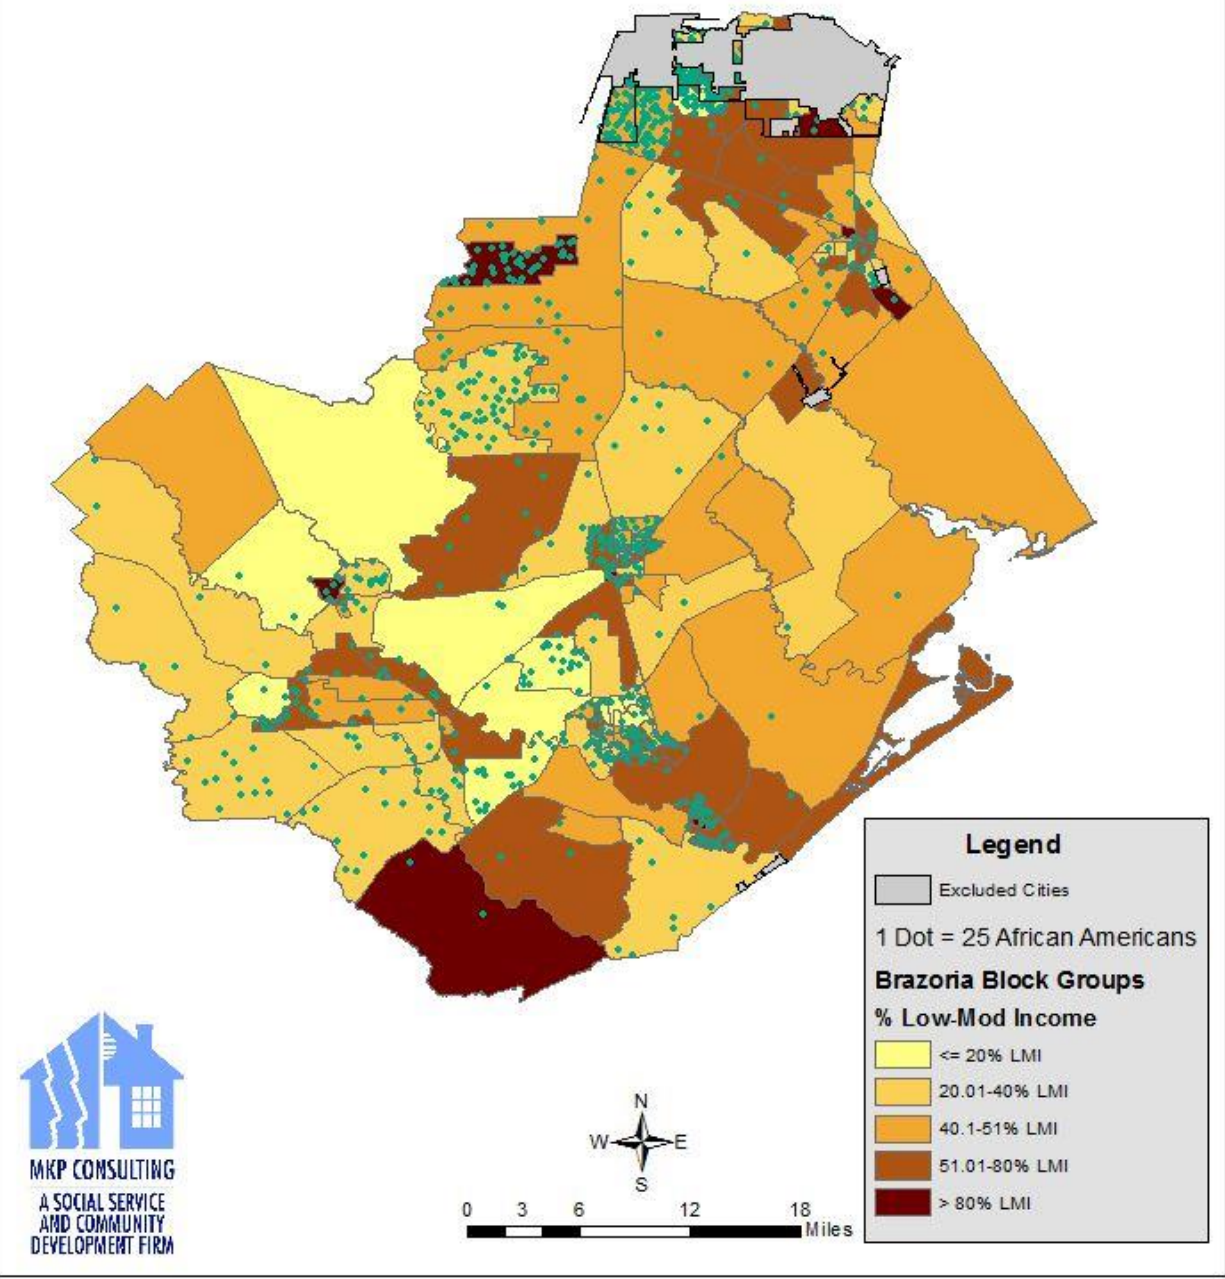 Legend
Excluded Cities
1 Dot = 25 African Americans
Brazoria Block Groups
% Low-Mod Income
<= 20% LMI
20.01-40% LMI
40.1-51% LMI
51.01-80% LMI
> 80% LMI
MKP CONSULTING
A SOCIAL SERVICE
AND COMMUNITY
DEVELOPMENT FIRM
N
W E
S
0 3 6 12 18
Miles